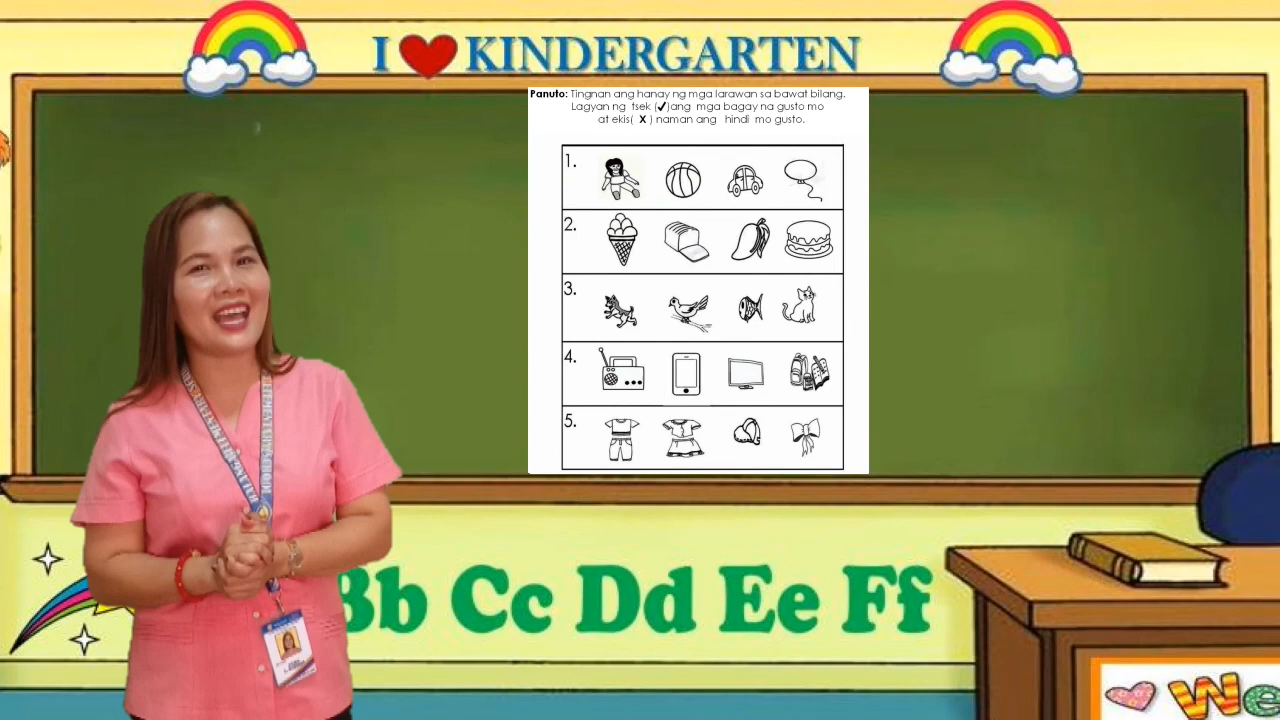 I ❤ KINDERGARTEN
Panuto: Tingnan ang hanay ng mga larawan sa bawat bilang.
Lagyan ng tsek (✓)ang mga bagay na gusto mo
at ekis( X ) naman ang hindi mo gusto.
1.
2.
3.
4.
5.
Bb Cc Dd Ee Ff
We